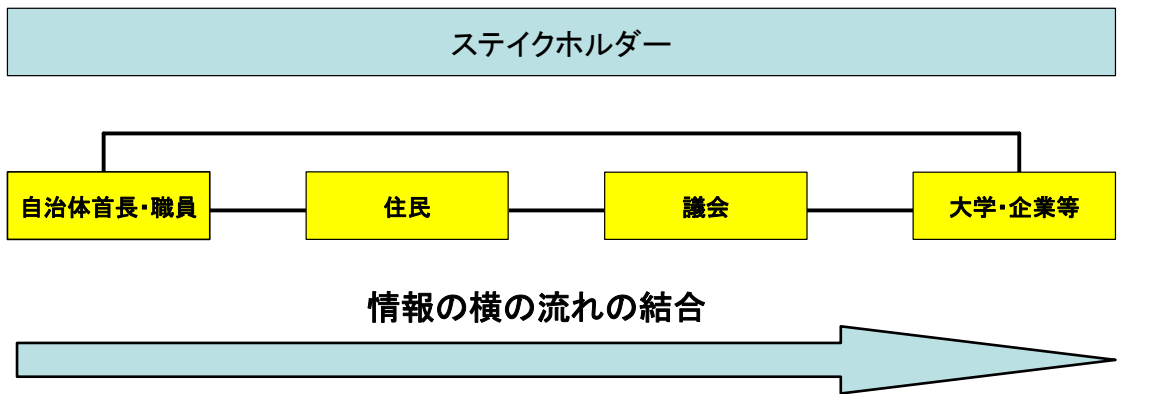 ステイクホルダー
自治体首長・職員
住民
議会
大学・企業等
情報の横の流れの結合